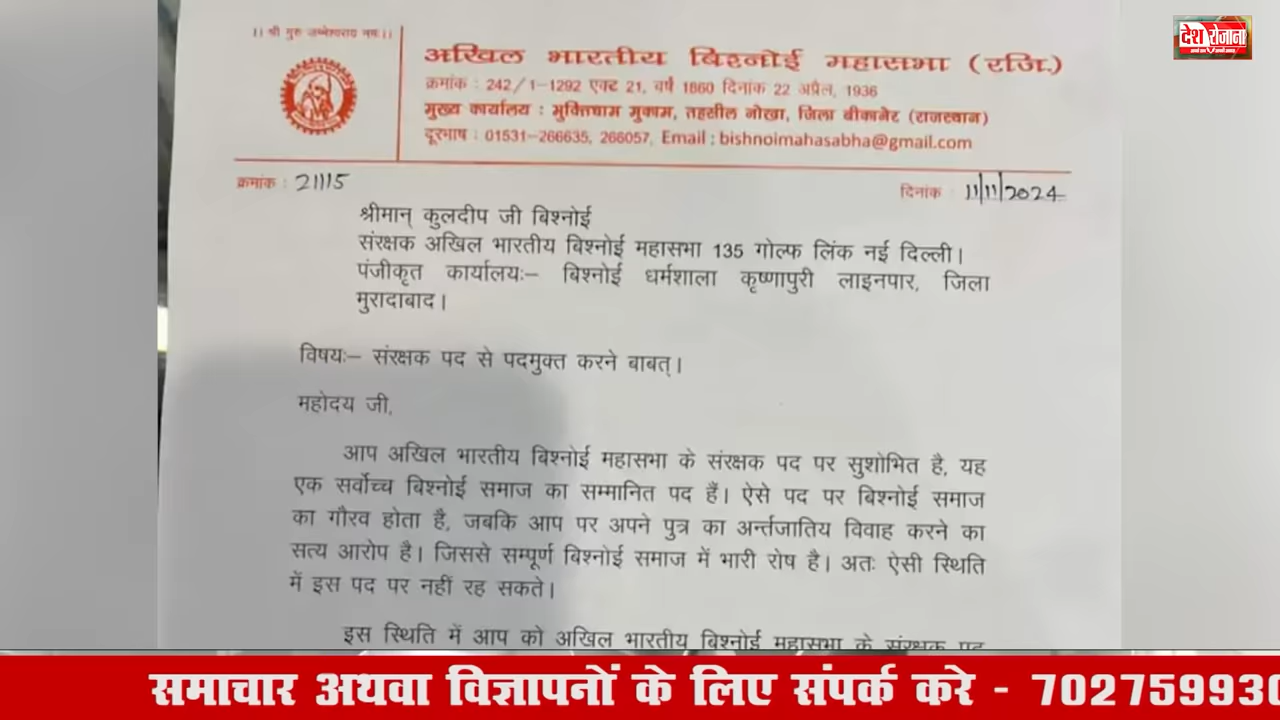 ।। श्री गुरु जम्भेश्वराय नमः।।
देश रोजाना
अखिल भारतीय बिश्नोई महासभा (रजि.)
क्रमांक : 242/1-1292 एक्ट 21, वर्ष 1860 दिनांक 22 अप्रैल, 1936
मुख्य कार्यालय : मुक्तिधाम मुकाम, तहसील नोखा, जिला बीकानेर (राजस्थान)
दूरभाष : 01531-266635, 266057, Email : bishnoimahasabha@gmail.com
क्रमांक : 21115
दिनांक : 11/11/2024
श्रीमान् कुलदीप जी बिश्नोई
संरक्षक अखिल भारतीय बिश्नोई महासभा 135 गोल्फ लिंक नई दिल्ली।
पंजीकृत कार्यालयः– बिश्नोई धर्मशाला कृष्णापुरी लाइनपार, जिला
मुरादाबाद।
विषयः– संरक्षक पद से पदमुक्त करने बाबत्।
महोदय जी,
आप अखिल भारतीय बिश्नोई महासभा के संरक्षक पद पर सुशोभित है, यह
एक सर्वोच्च बिश्नोई समाज का सम्मानित पद हैं। ऐसे पद पर बिश्नोई समाज
का गौरव होता है, जबकि आप पर अपने पुत्र का अर्न्तजातिय विवाह करने का
सत्य आरोप है। जिससे सम्पूर्ण बिश्नोई समाज में भारी रोष है। अतः ऐसी स्थिति
में इस पद पर नहीं रह सकते।
इस स्थिति में आप को अखिल भारतीय बिश्नोई महासभा के संरक्षक पद
समाचार अथवा विज्ञापनों के लिए संपर्क करे - 702759930